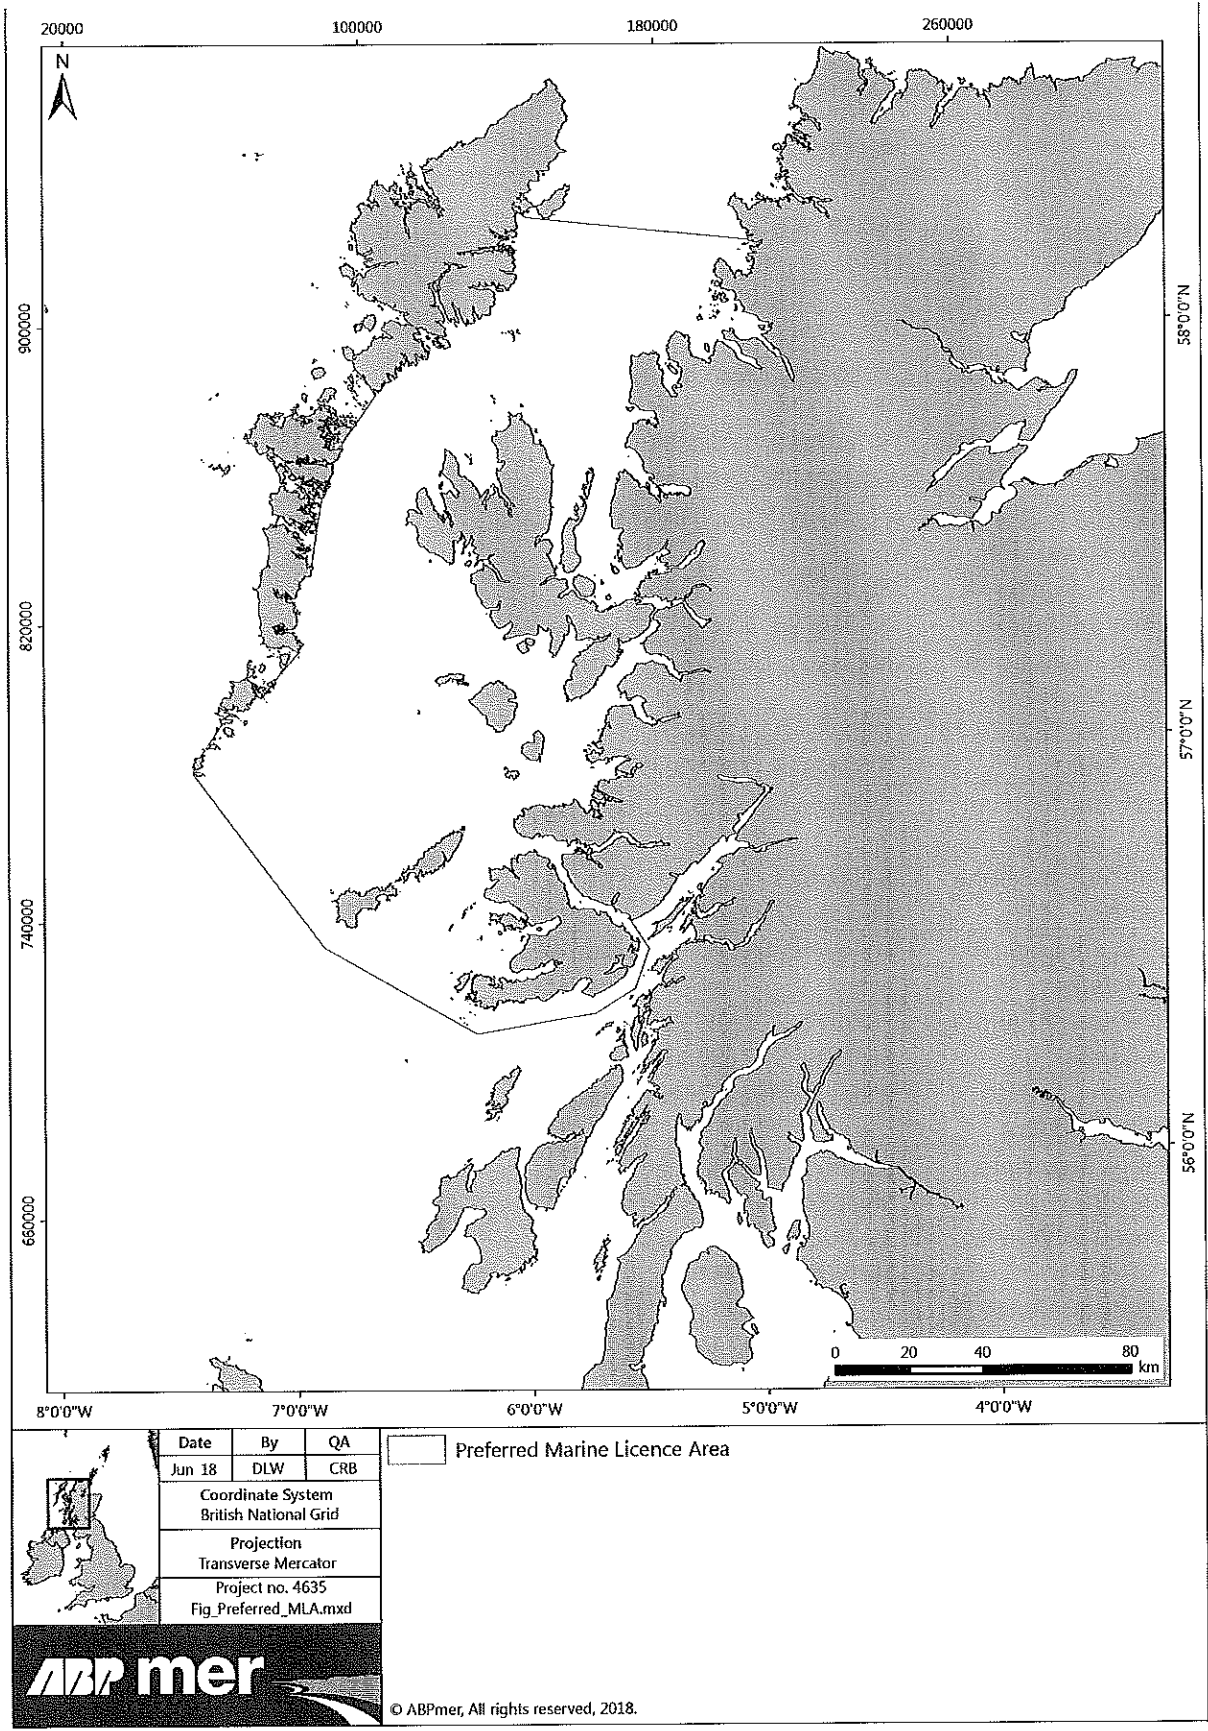 20000 100000 180000 260000
N
900000
820000
740000
660000
58°0'0"N
57°0'0"N
56°0'0"N
0 20 40 80
km
8°0'0"W 7°0'0"W 6°0'0"W 5°0'0"W 4°0'0"W
Date By QA
Jun 18 DLW CRB
Coordinate System
British National Grid
Projection
Transverse Mercator
Project no. 4635
Fig_Preferred_MLA.mxd
ABPmer
Preferred Marine Licence Area
© ABPmer, All rights reserved, 2018.